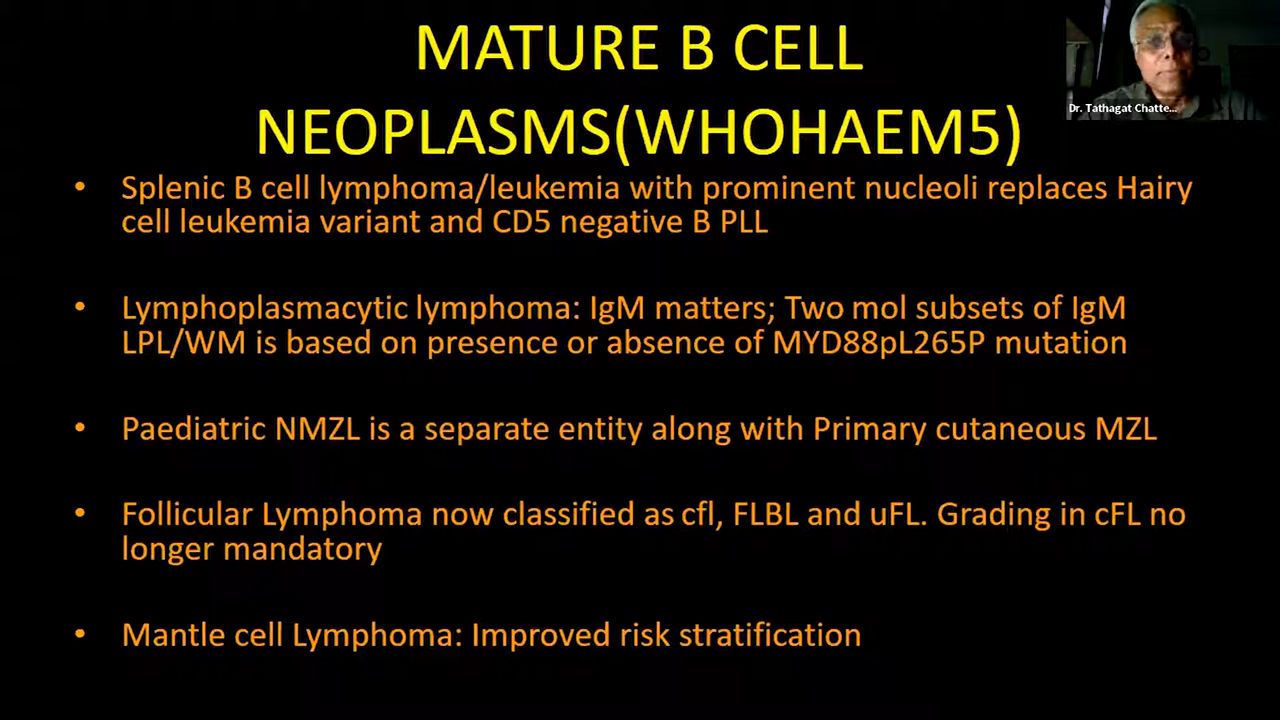 MATURE B CELL
NEOPLASMS(WHOHAEM5)
Dr. Tathagat Chatte...
• Splenic B cell lymphoma/leukemia with prominent nucleoli replaces Hairy
cell leukemia variant and CD5 negative B PLL
• Lymphoplasmacytic lymphoma: IgM matters; Two mol subsets of IgM
LPL/WM is based on presence or absence of MYD88pL265P mutation
• Paediatric NMZL is a separate entity along with Primary cutaneous MZL
• Follicular Lymphoma now classified as cfl, FLBL and uFL. Grading in cFL no
longer mandatory
• Mantle cell Lymphoma: Improved risk stratification